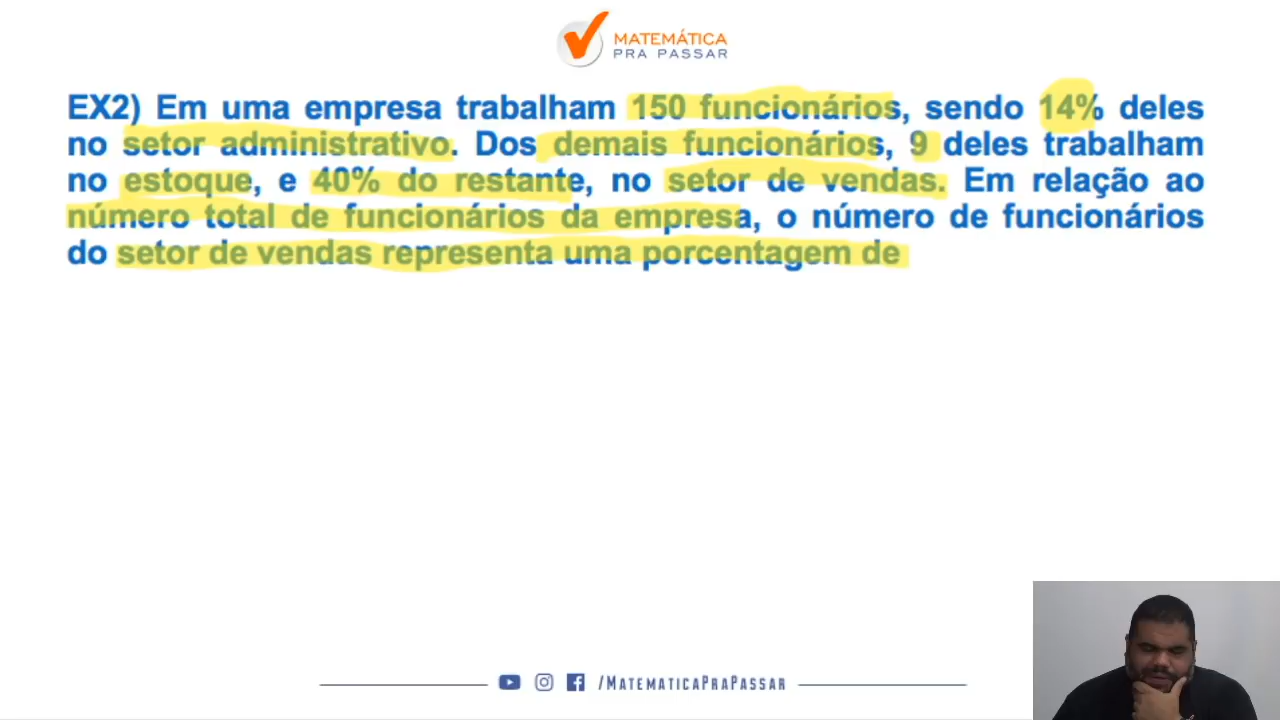 MATEMÁTICA
PRA PASSAR
EX2) Em uma empresa trabalham 150 funcionários, sendo 14% deles
no setor administrativo. Dos demais funcionários, 9 deles trabalham
no estoque, e 40% do restante, no setor de vendas. Em relação ao
número total de funcionários da empresa, o número de funcionários
do setor de vendas representa uma porcentagem de
/MATEMATICAPRAPASSAR